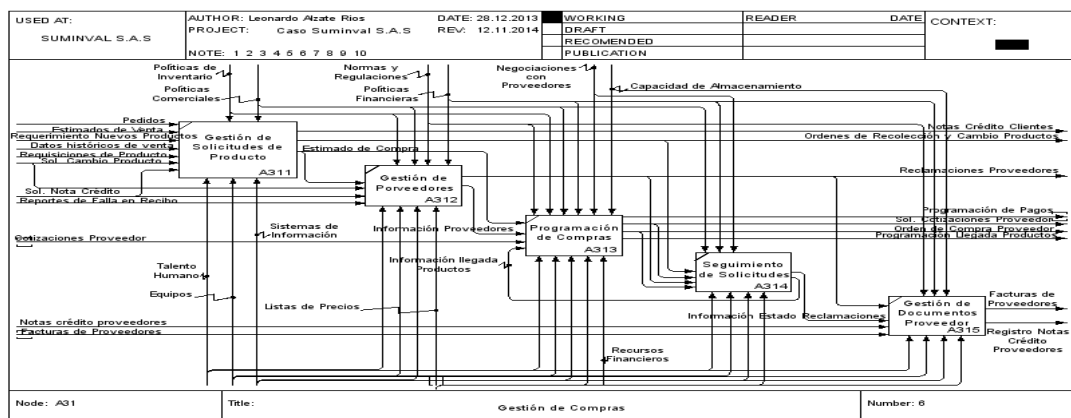 USED AT:
SUMINVAL S.A.S
AUTHOR: Leonardo Alzate Rios
DATE: 28.12.2013
PROJECT: Caso Suminval S.A.S
REV: 12.11.2014
NOTE: 1 2 3 4 5 6 7 8 9 10
WORKING
DRAFT
RECOMENDED
PUBLICATION
READER
DATE
CONTEXT:
Políticas de
Inventario
Políticas
Comerciales
Normas y
Regulaciones
Políticas
Financieras
Negociaciones
con
Proveedores
Capacidad de Almacenamiento
Pedidos
Estimados de Venta
Requerimiento Nuevos Productos
Datos históricos de venta
Requisiciones de Producto
Sol. Cambio Producto
Sol. Nota Crédito
Reportes de Falla en Recibo
Gestión de
Solicitudes de
Producto
A311
Estimado de Compra
Notas Crédito Clientes
Ordenes de Recolección y Cambio Productos
Gestión de
Porveedores
A312
Reclamaciones Proveedores
Cotizaciones Proveedor
Sistemas de
Información
Información Proveedores
Programación
de Compras
A313
Programación de Pagos
Sol. Cotizaciones Proveedor
Orden de Compra Proveedor
Programación Llegada Productos
Talento
Humano
Equipos
Información llegada
Productos
Seguimiento
de Solicitudes
A314
Listas de Precios
Información Estado Reclamaciones
Gestión de
Documentos
Proveedor
A315
Facturas de
Proveedores
Registro Notas
Crédito
Proveedores
Notas crédito proveedores
Facturas de Proveedores
Recursos
Financieros
Node: A31
Title:
Gestión de Compras
Number: 6